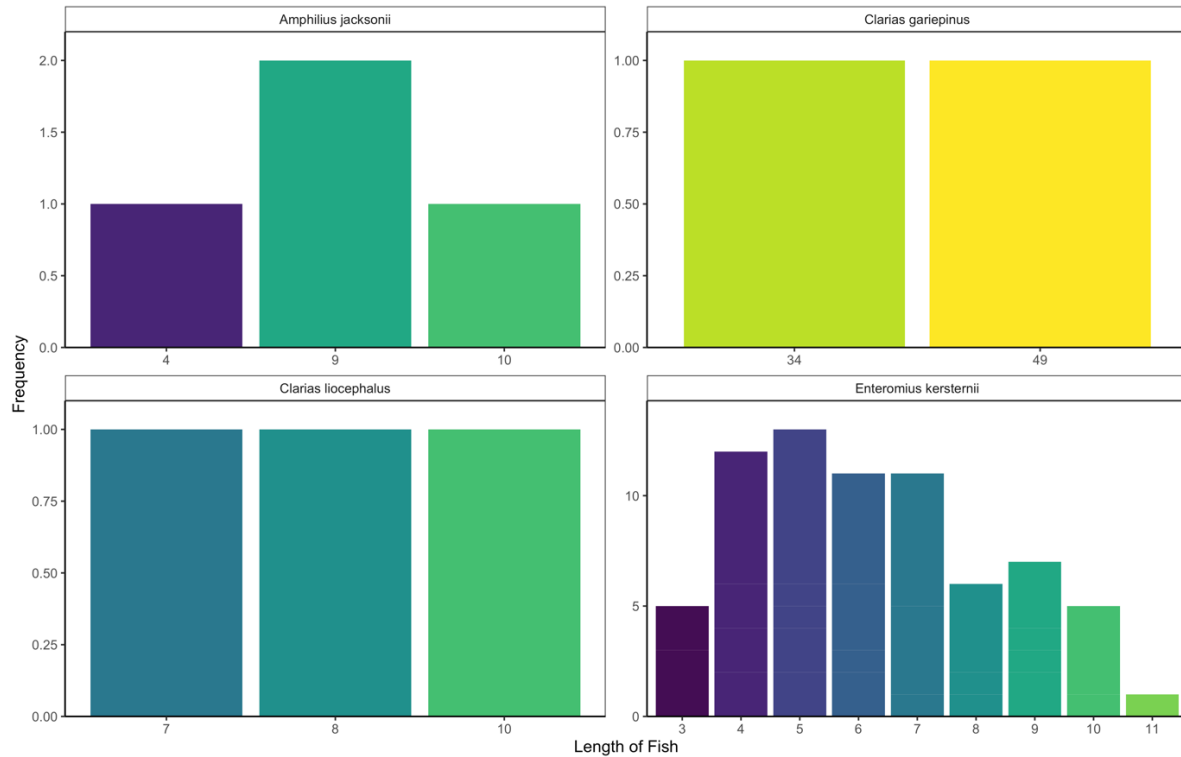 Amphilius jacksonii
Clarias gariepinus
2.0
1.5
1.0
0.5
0.0
4 9 10
1.00
0.75
0.50
0.25
0.00
34 49
Frequency
Clarias liocephalus
Enteromius kersternii
1.00
0.75
0.50
0.25
0.00
7 8 10
10
5
0
3 4 5 6 7 8 9 10 11
Length of Fish